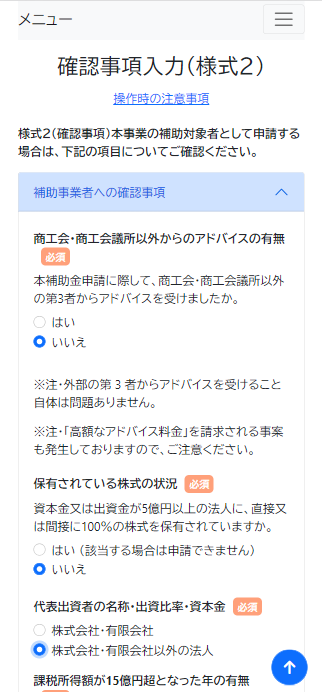 メニュー
確認事項入力（様式２）
操作時の注意事項
様式２（確認事項）本事業の補助対象者として申請する
場合は、下記の項目についてご確認ください。
補助事業者への確認事項
商工会・商工会議所以外からのアドバイスの有無
必須
本補助金申請に際して、商工会・商工会議所以外
の第3者からアドバイスを受けましたか。
はい
いいえ
※注・外部の第 3 者からアドバイスを受けること
自体は問題ありません。
※注・「高額なアドバイス料金」を請求される事案
も発生しておりますので、ご注意ください。
保有されている株式の状況 必須
資本金又は出資金が5億円以上の法人に、直接又
は間接に100％の株式を保有されていますか。
はい （該当する場合は申請できません）
いいえ
代表出資者の名称・出資比率・資本金 必須
株式会社・有限会社
株式会社・有限会社以外の法人
課税所得額が15億円超となった年の有無